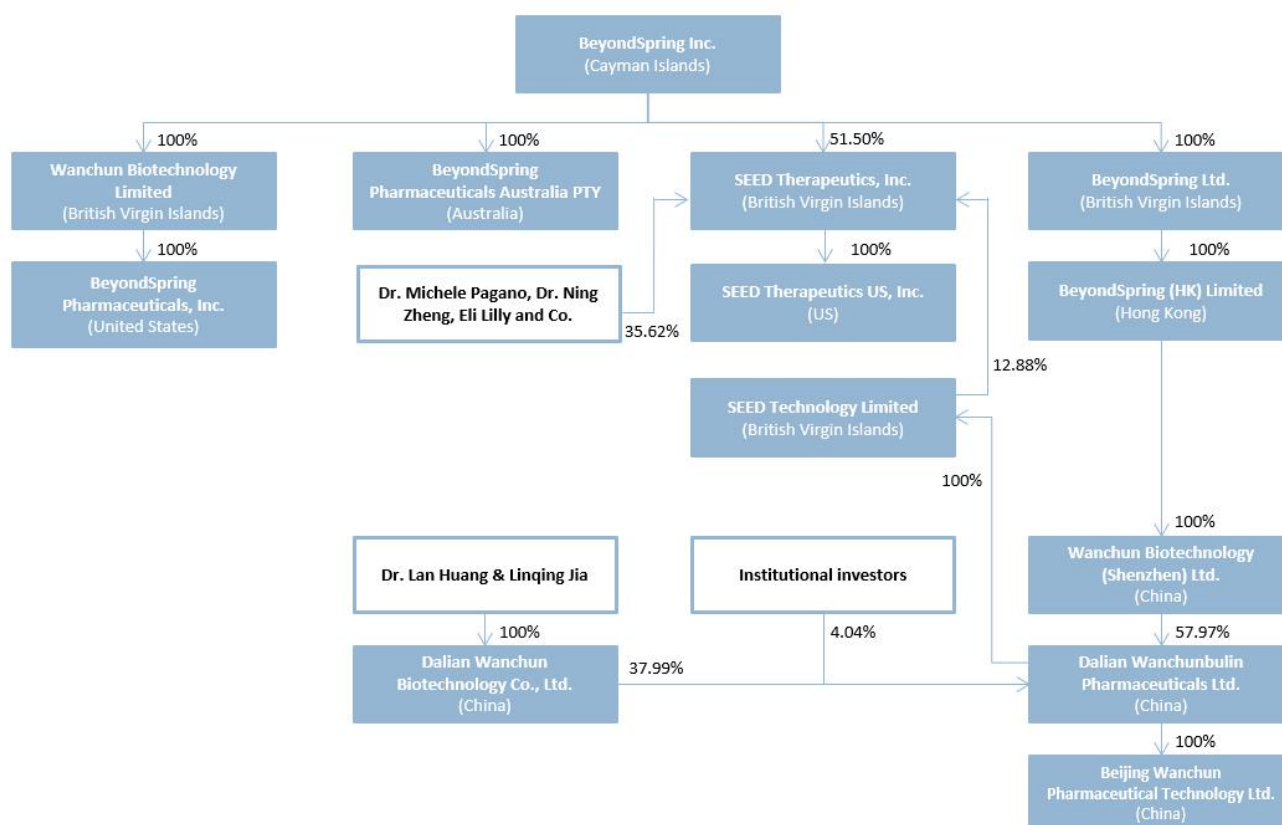 BeyondSpring Inc.
(Cayman Islands)
100%
100%
51.50%
100%
Wanchun Biotechnology
Limited
(British Virgin Islands)
BeyondSpring
Pharmaceuticals Australia PTY
(Australia)
SEED Therapeutics, Inc.
(British Virgin Islands)
BeyondSpring Ltd.
(British Virgin Islands)
100%
100%
100%
BeyondSpring
Pharmaceuticals, Inc.
(United States)
Dr. Michele Pagano, Dr. Ning
Zheng, Eli Lilly and Co.
35.62%
SEED Therapeutics US, Inc.
(US)
BeyondSpring (HK) Limited
(Hong Kong)
12.88%
SEED Technology Limited
(British Virgin Islands)
100%
100%
Dr. Lan Huang & Linqing Jia
Institutional investors
Wanchun Biotechnology
(Shenzhen) Ltd.
(China)
100%
4.04%
57.97%
Dalian Wanchun
Biotechnology Co., Ltd.
(China)
37.99%
Dalian Wanchunbulin
Pharmaceuticals Ltd.
(China)
100%
Beijing Wanchun
Pharmaceutical Technology Ltd.
(China)